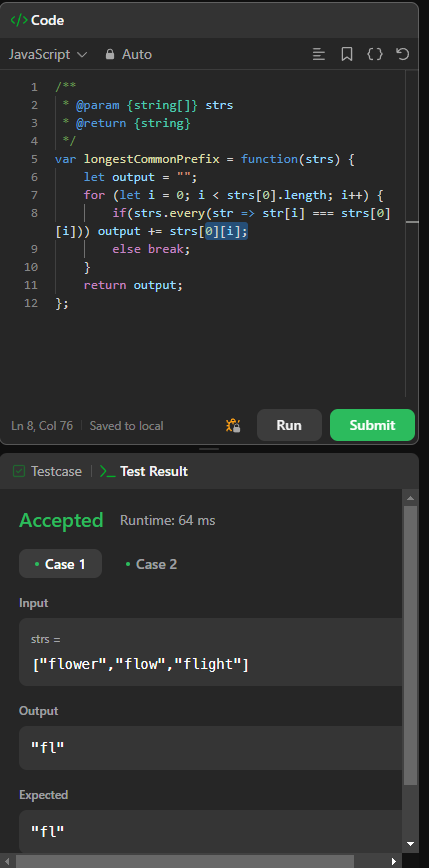 </> Code
JavaScript Auto
1 /**
2 * @param {string[]} strs
3 * @return {string}
4 */
5 var longestCommonPrefix = function(strs) {
6 let output = "";
7 for (let i = 0; i < strs[0].length; i++) {
8 if(strs.every(str => str[i] === strs[0]
[i])) output += strs[0][i];
9 else break;
10 }
11 return output;
12 };
Ln 8, Col 76 Saved to local Run Submit
Testcase >_ Test Result
Accepted Runtime: 64 ms
• Case 1 • Case 2
Input
strs =
["flower","flow","flight"]
Output
"fl"
Expected
"fl"